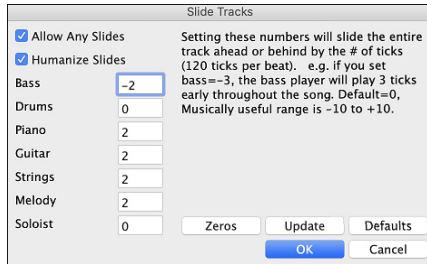 Slide Tracks
Allow Any Slides
Humanize Slides
Setting these numbers will slide the entire
track ahead or behind by the # of ticks
(120 ticks per beat).   e.g. if you set
bass=-3, the bass player will play 3 ticks
early throughout the song. Default=0,
Musically useful range is -10 to +10.
Bass -2
Drums 0
Piano 2
Guitar 2
Strings 2
Melody 2
Soloist 0
Zeros Update Defaults
OK Cancel